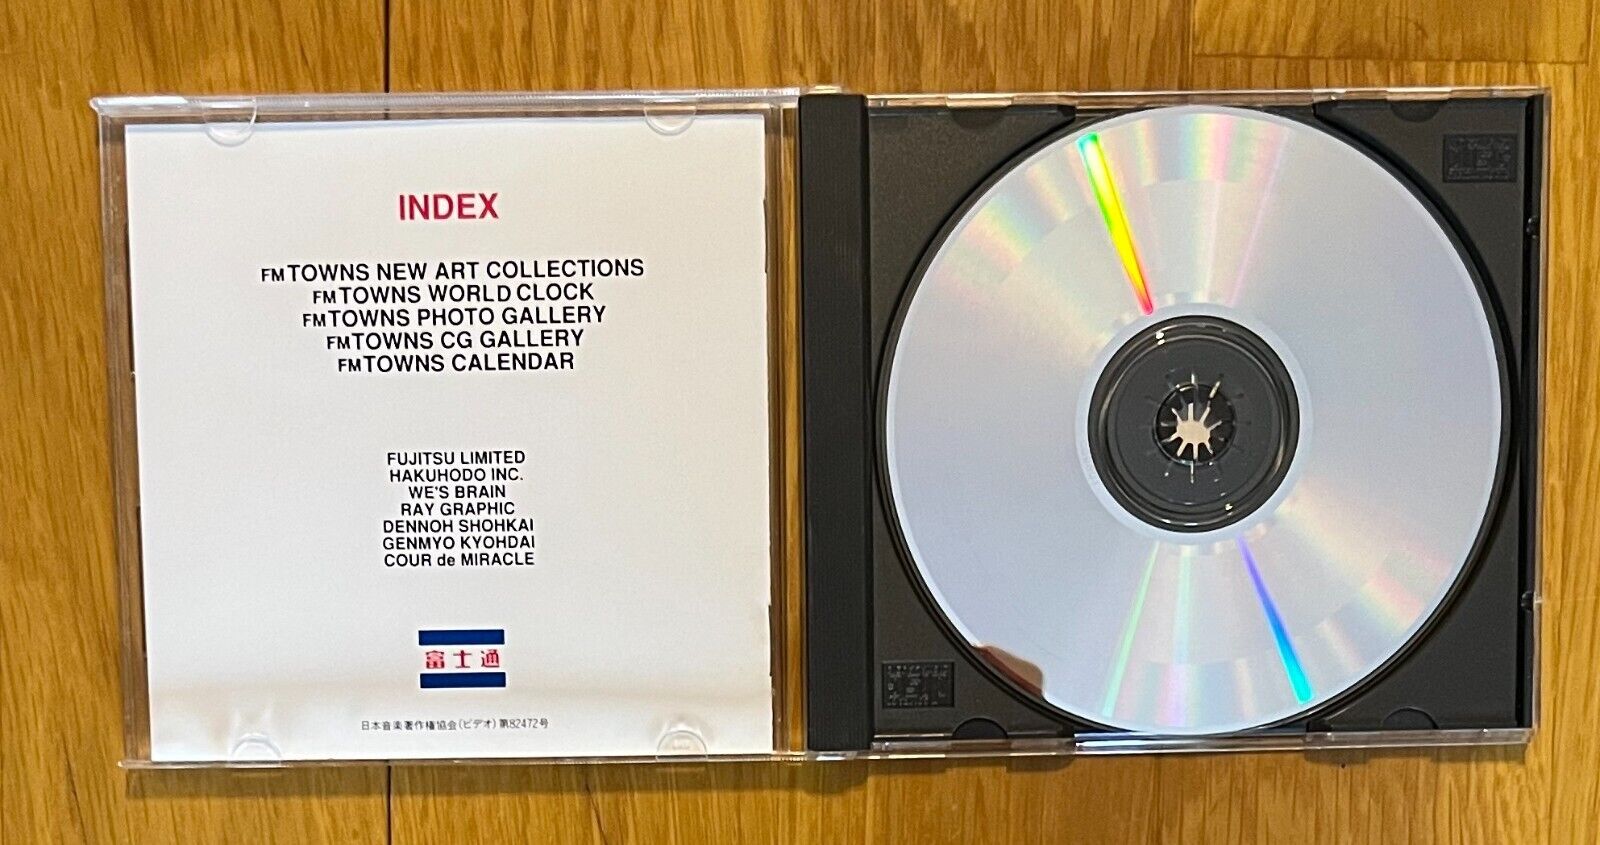 INDEX
FM TOWNS NEW ART COLLECTIONS
FM TOWNS WORLD CLOCK
FM TOWNS PHOTO GALLERY
FM TOWNS CG GALLERY
FM TOWNS CALENDAR
FUJITSU LIMITED
HAKUHODO INC.
WE'S BRAIN
RAY GRAPHIC
DENNOH SHOHKAI
GENMYO KYOHDAI
COUR de MIRACLE
富士通
日本音楽著作権協会(ビデオ)第82472号